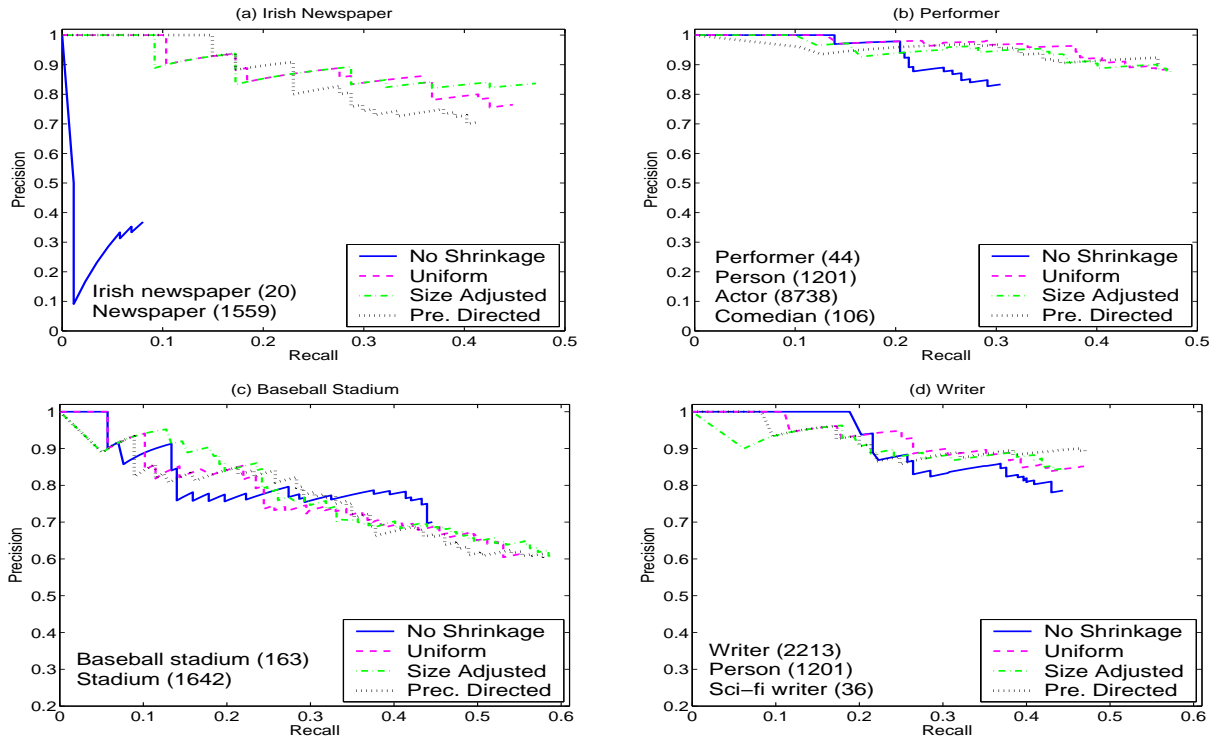 (a) Irish Newspaper
1
0.9
0.8
0.7
0.6
0.5
0.4
0.3
0.2
0.1
0
Precision
Irish newspaper (20)
Newspaper (1559)
No Shrinkage
Uniform
Size Adjusted
Pre. Directed
0 0.1 0.2 0.3 0.4 0.5
Recall
(b) Performer
1
0.9
0.8
0.7
0.6
0.5
0.4
0.3
0.2
0.1
0
Precision
Performer (44)
Person (1201)
Actor (8738)
Comedian (106)
No Shrinkage
Uniform
Size Adjusted
Pre. Directed
0 0.1 0.2 0.3 0.4 0.5
Recall
(c) Baseball Stadium
1
0.9
0.8
0.7
0.6
0.5
0.4
0.3
0.2
Precision
Baseball stadium (163)
Stadium (1642)
No Shrinkage
Uniform
Size Adjusted
Prec. Directed
0 0.1 0.2 0.3 0.4 0.5 0.6
Recall
(d) Writer
1
0.9
0.8
0.7
0.6
0.5
0.4
0.3
0.2
Precision
Writer (2213)
Person (1201)
Sci−fi writer (36)
No Shrinkage
Uniform
Size Adjusted
Pre. Directed
0 0.1 0.2 0.3 0.4 0.5 0.6
Recall